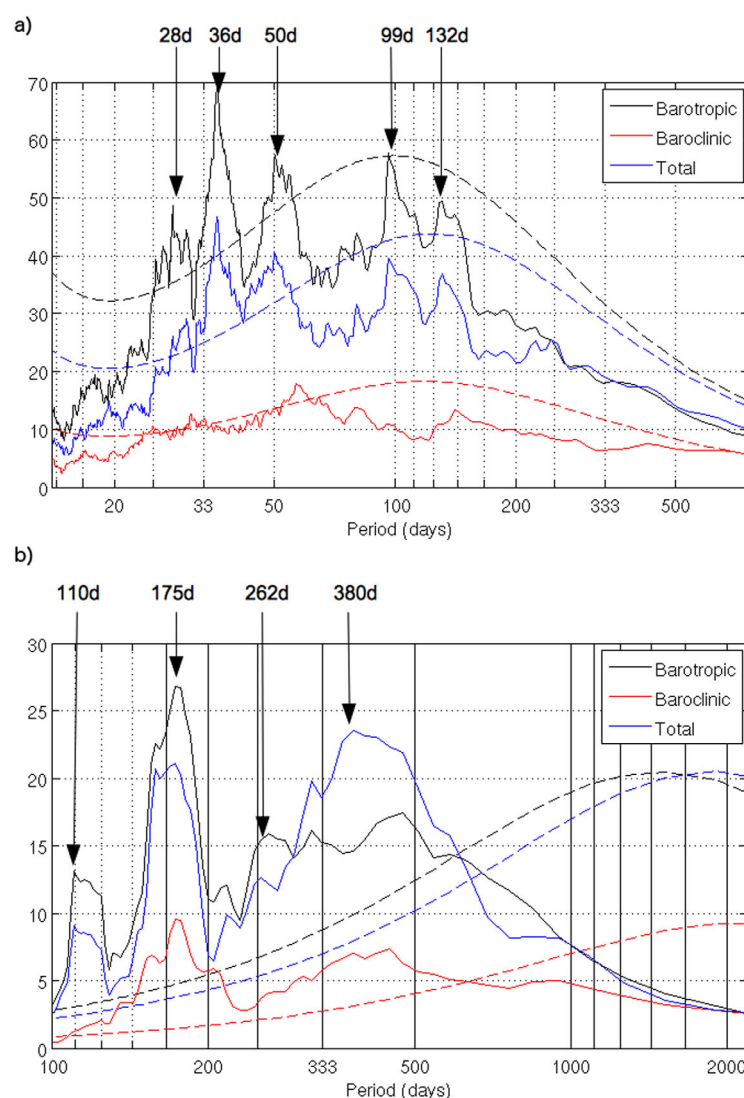 a)
28d 36d 50d 99d 132d
70
60
50
40
30
20
10
0
Barotropic
Baroclinic
Total
20 33 50 100 200 333 500
Period (days)
b)
110d 175d 262d 380d
30
25
20
15
10
5
0
Barotropic
Baroclinic
Total
100 200 333 500 1000 2000
Period (days)